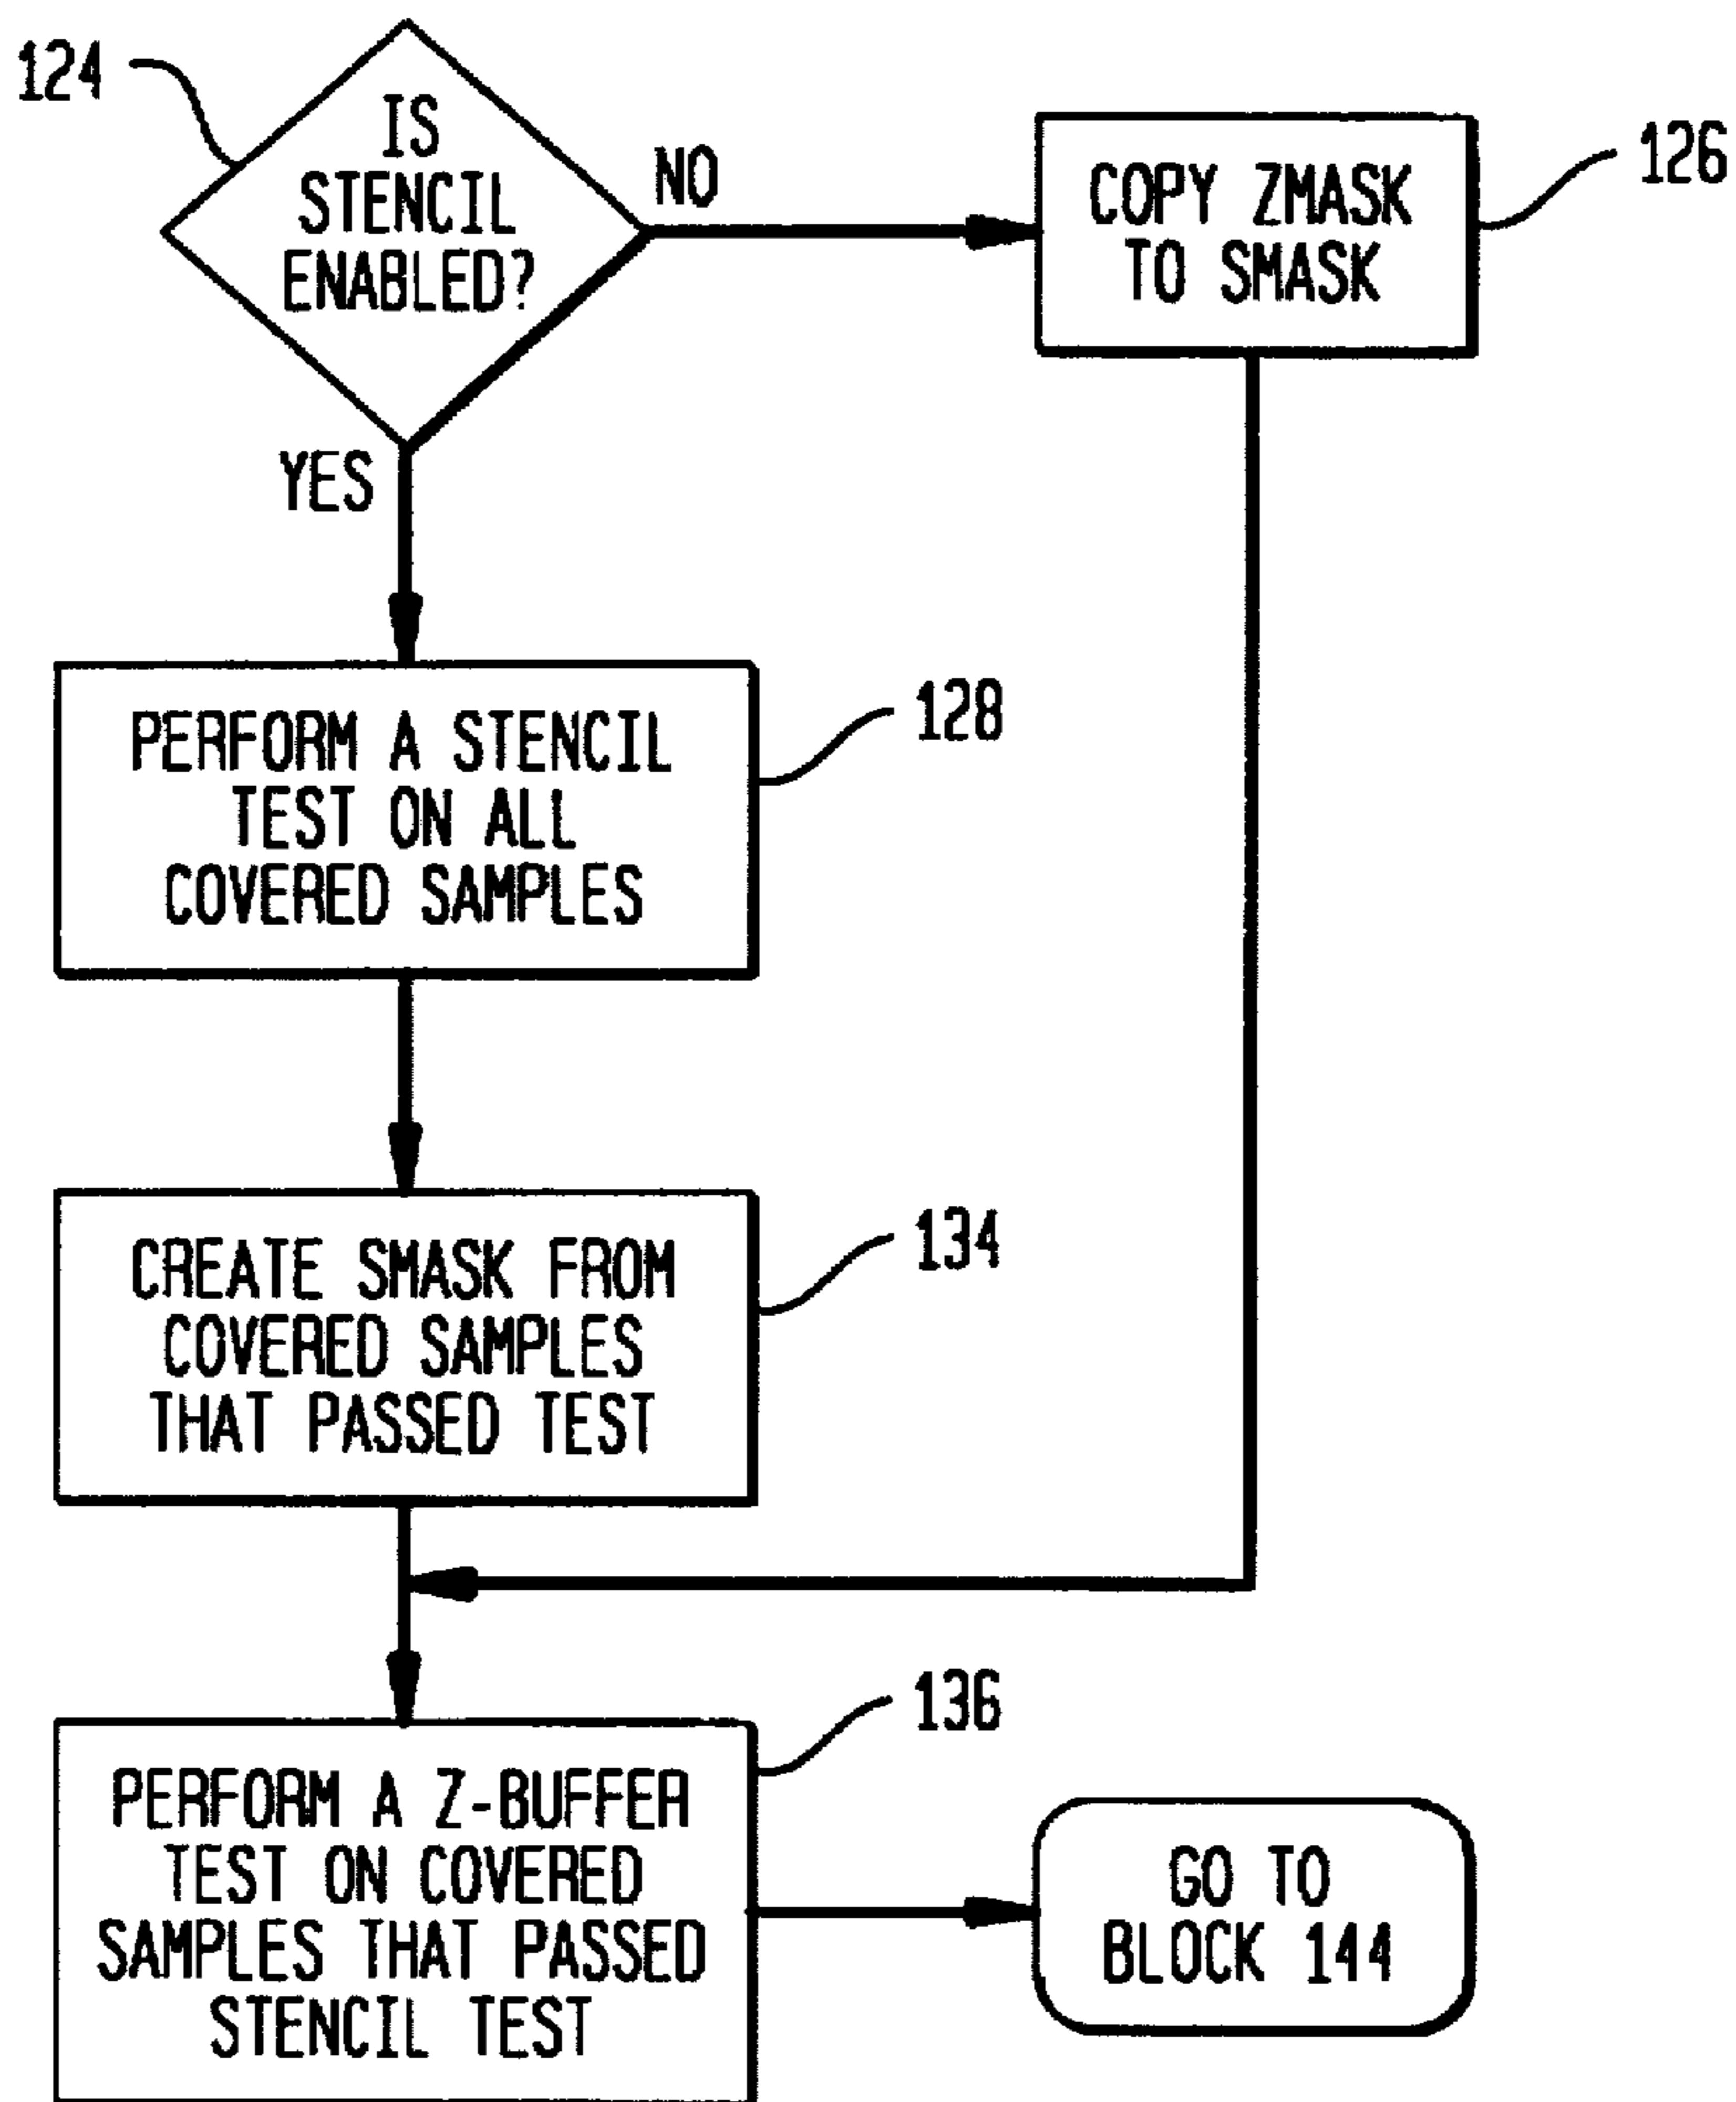 124
IS
STENCIL
ENABLED?
NO
COPY ZMASK
TO SMASK
126
YES
PERFORM A STENCIL
TEST ON ALL
COVERED SAMPLES
128
CREATE SMASK FROM
COVERED SAMPLES
THAT PASSED TEST
134
PERFORM A Z-BUFFER
TEST ON COVERED
SAMPLES THAT PASSED
STENCIL TEST
136
GO TO
BLOCK 144